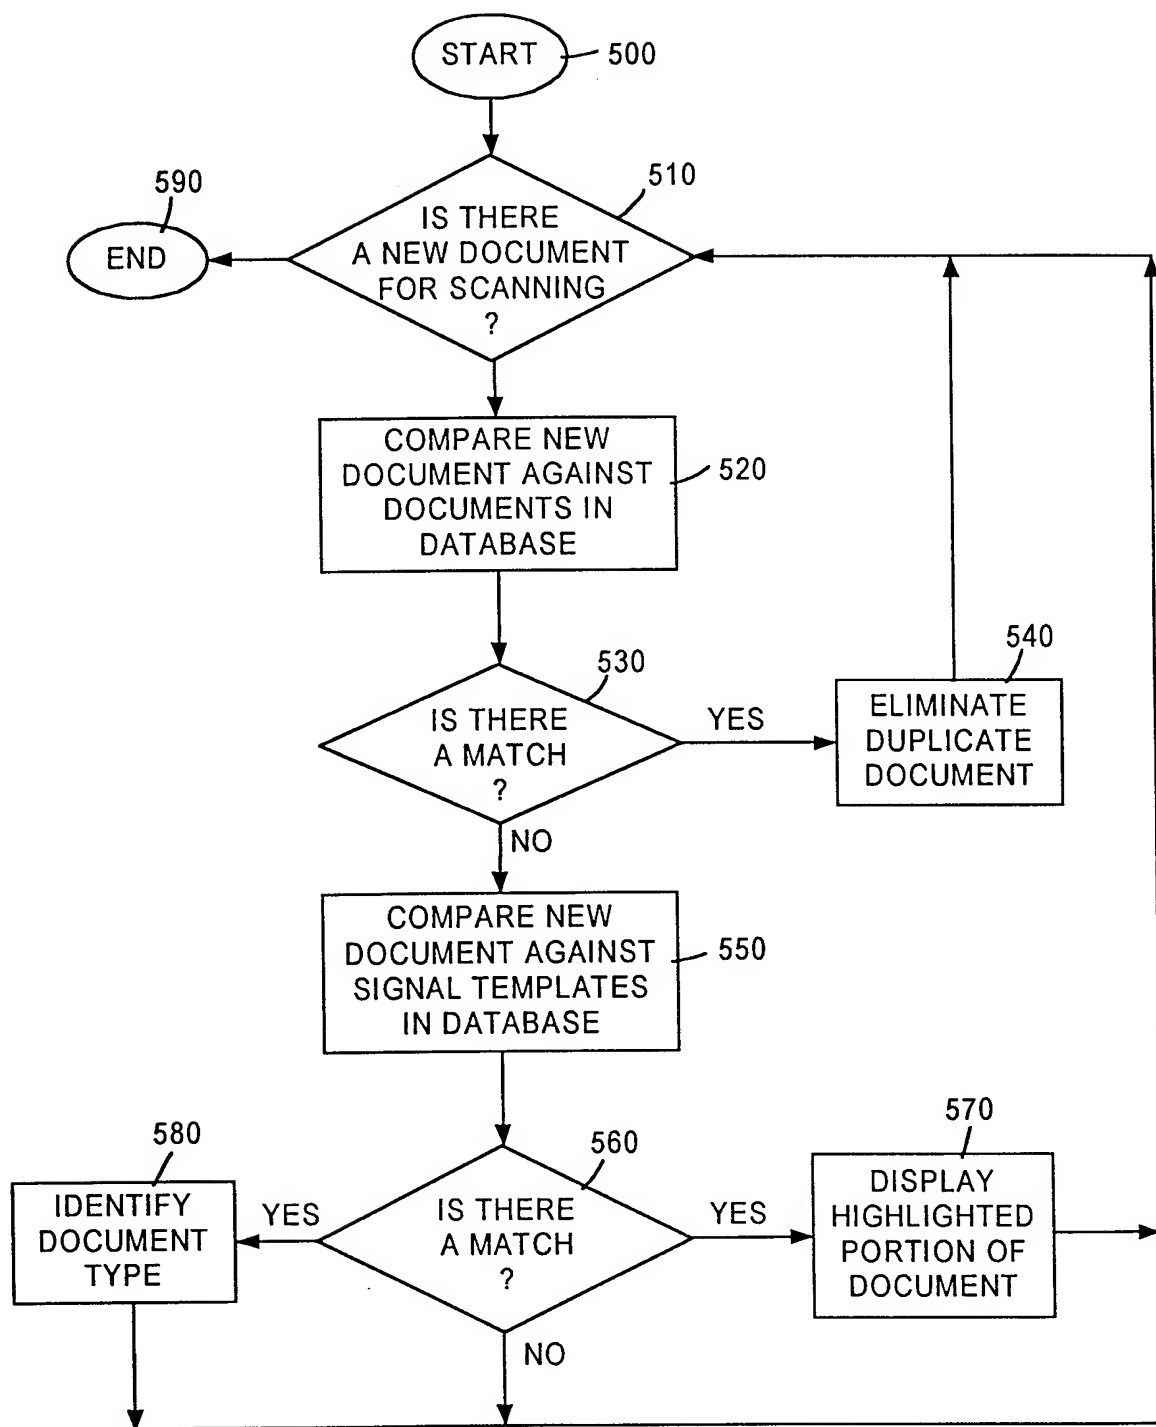 START
500
590
510
END
IS THERE
A NEW DOCUMENT
FOR SCANNING
?
COMPARE NEW
DOCUMENT AGAINST
DOCUMENTS IN
DATABASE
520
530
IS THERE
A MATCH
?
YES
540
ELIMINATE
DUPLICATE
DOCUMENT
NO
COMPARE NEW
DOCUMENT AGAINST
SIGNAL TEMPLATES
IN DATABASE
550
580
IDENTIFY
DOCUMENT
TYPE
YES
560
IS THERE
A MATCH
?
YES
570
DISPLAY
HIGHLIGHTED
PORTION OF
DOCUMENT
NO